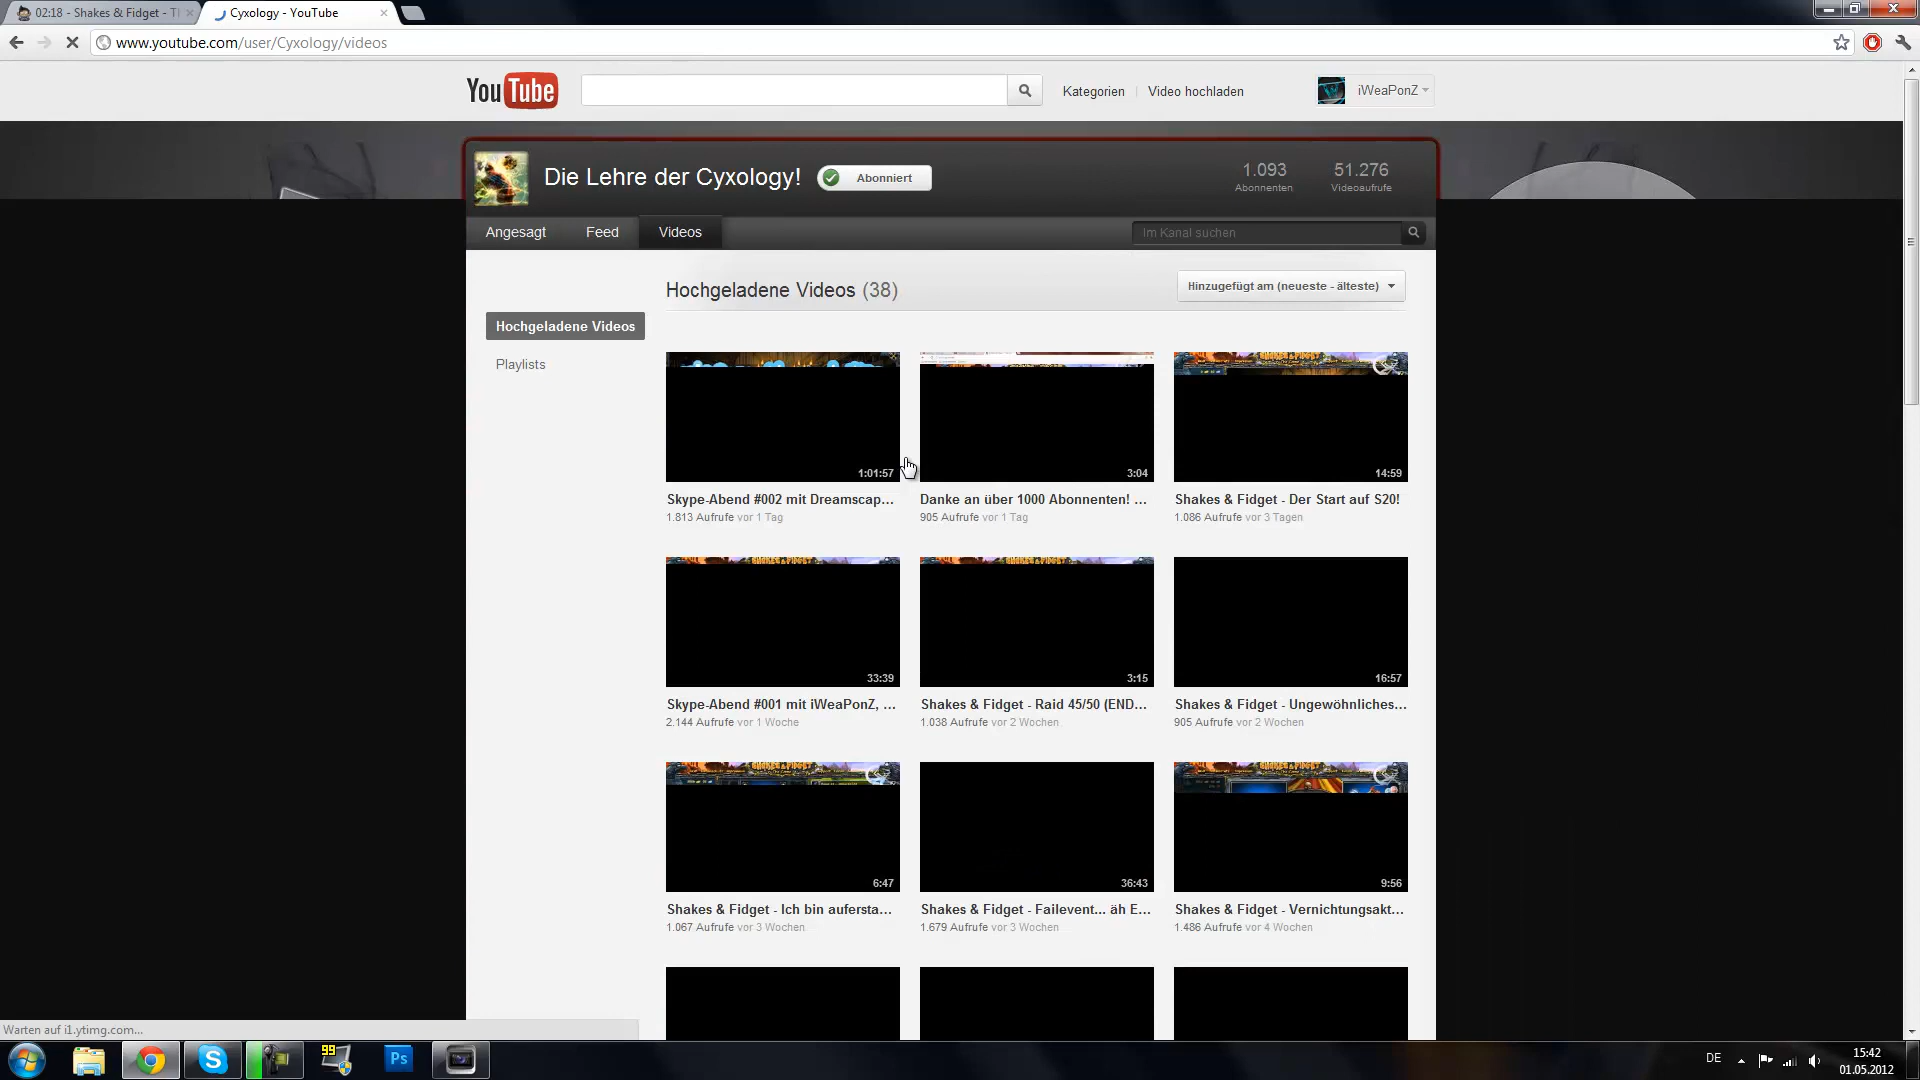 02:18 - Shakes & Fidget - Th
Cyxology - YouTube
www.youtube.com/user/Cyxology/videos
YouTube
Kategorien
Video hochladen
iWeaPonZ
Die Lehre der Cyxology!
Abonniert
1.093
Abonnenten
51.276
Videoaufrufe
Angesagt
Feed
Videos
Im Kanal suchen
Hochgeladene Videos (38)
Hinzugefügt am (neueste - älteste)
Hochgeladene Videos
Playlists
1:01:57
3:04
14:59
Skype-Abend #002 mit Dreamscap...
Danke an über 1000 Abonnenten! ...
Shakes & Fidget - Der Start auf S20!
1.813 Aufrufe vor 1 Tag
905 Aufrufe vor 1 Tag
1.086 Aufrufe vor 3 Tagen
33:39
3:15
16:57
Skype-Abend #001 mit iWeaPonZ, ...
Shakes & Fidget - Raid 45/50 (END...
Shakes & Fidget - Ungewöhnliches...
2.144 Aufrufe vor 1 Woche
1.038 Aufrufe vor 2 Wochen
905 Aufrufe vor 2 Wochen
6:47
36:43
9:56
Shakes & Fidget - Ich bin auferstа...
Shakes & Fidget - Failevent... äh E...
Shakes & Fidget - Vernichtungsakt...
1.067 Aufrufe vor 3 Wochen
1.679 Aufrufe vor 3 Wochen
1.486 Aufrufe vor 4 Wochen
Warten auf i1.ytimg.com...
99
Ps
DE
15:42
01.05.2012